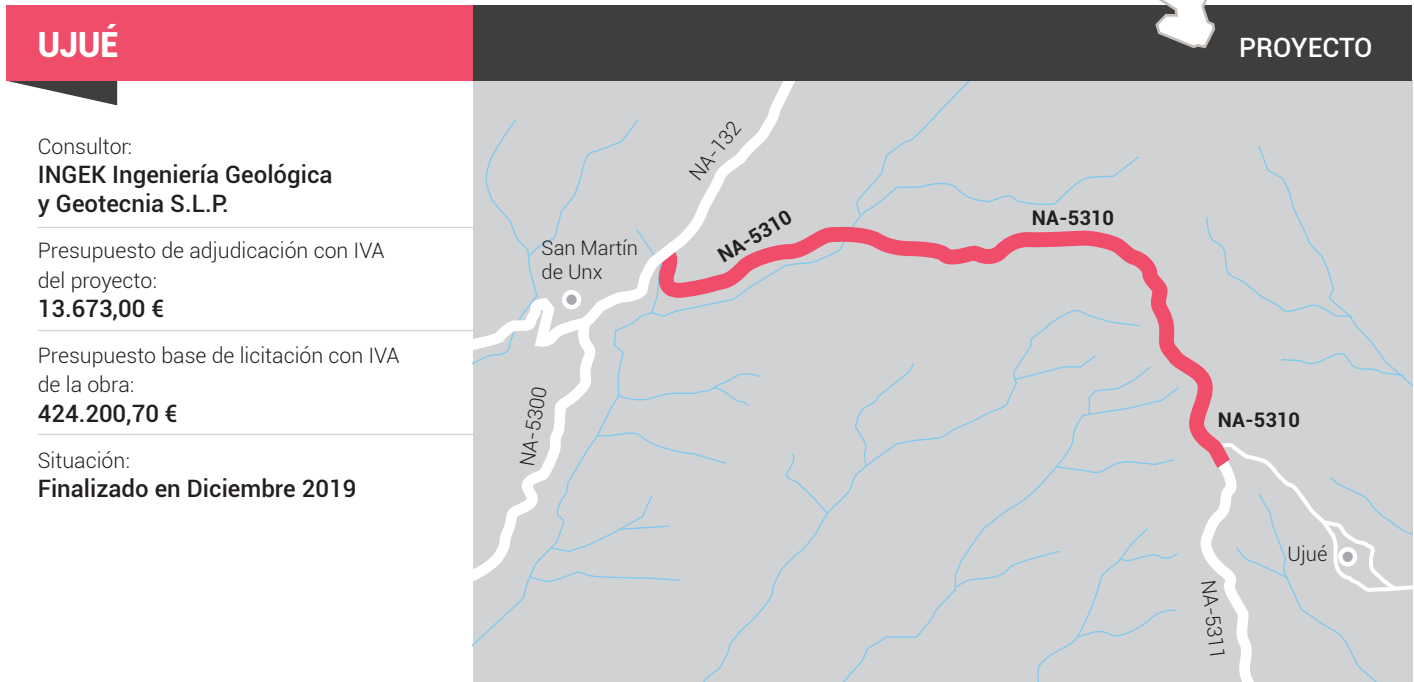 UJUÉ
PROYECTO
Consultor:
INGEK Ingeniería Geológica
y Geotecnia S.L.P.
Presupuesto de adjudicación con IVA
del proyecto:
13.673,00 €
Presupuesto base de licitación con IVA
de la obra:
424.200,70 €
Situación:
Finalizado en Diciembre 2019
NA-132
NA-5310
NA-5310
San Martín
de Unx
NA-5300
NA-5310
Ujué
NA-5311